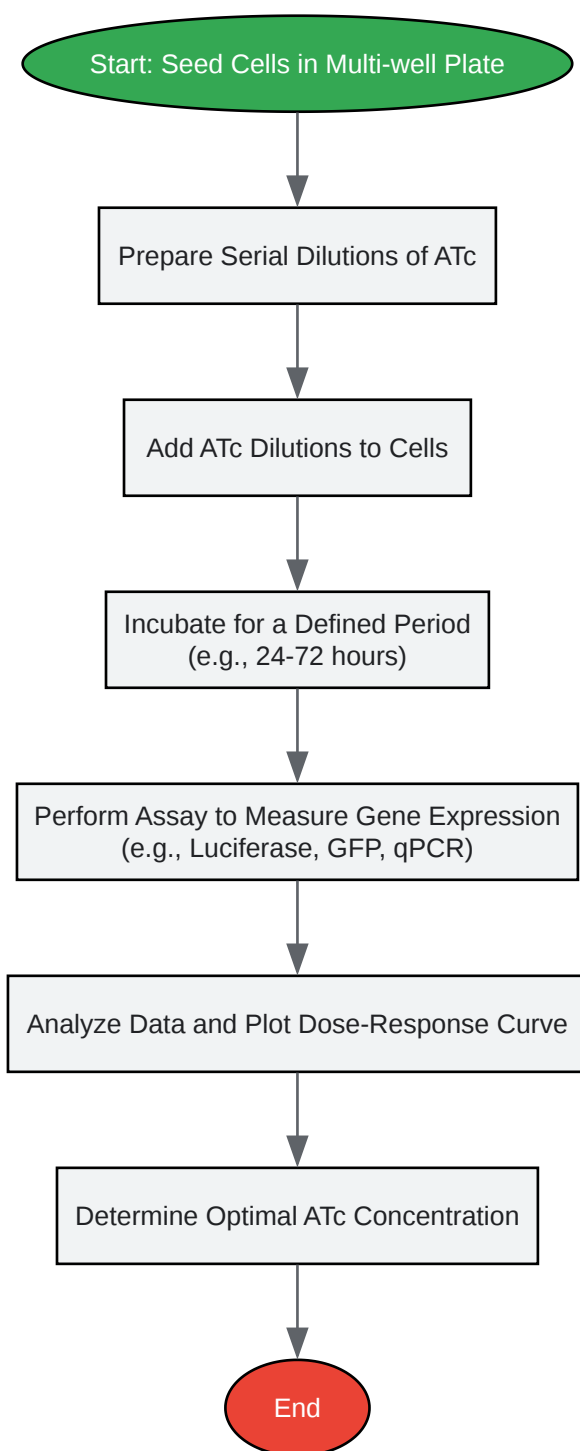 Start: Seed Cells in Multi-well Plate
Prepare Serial Dilutions of ATc
Add ATc Dilutions to Cells
Incubate for a Defined Period
(e.g., 24-72 hours)
Perform Assay to Measure Gene Expression
(e.g., Luciferase, GFP, qPCR)
Analyze Data and Plot Dose-Response Curve
Determine Optimal ATc Concentration
End